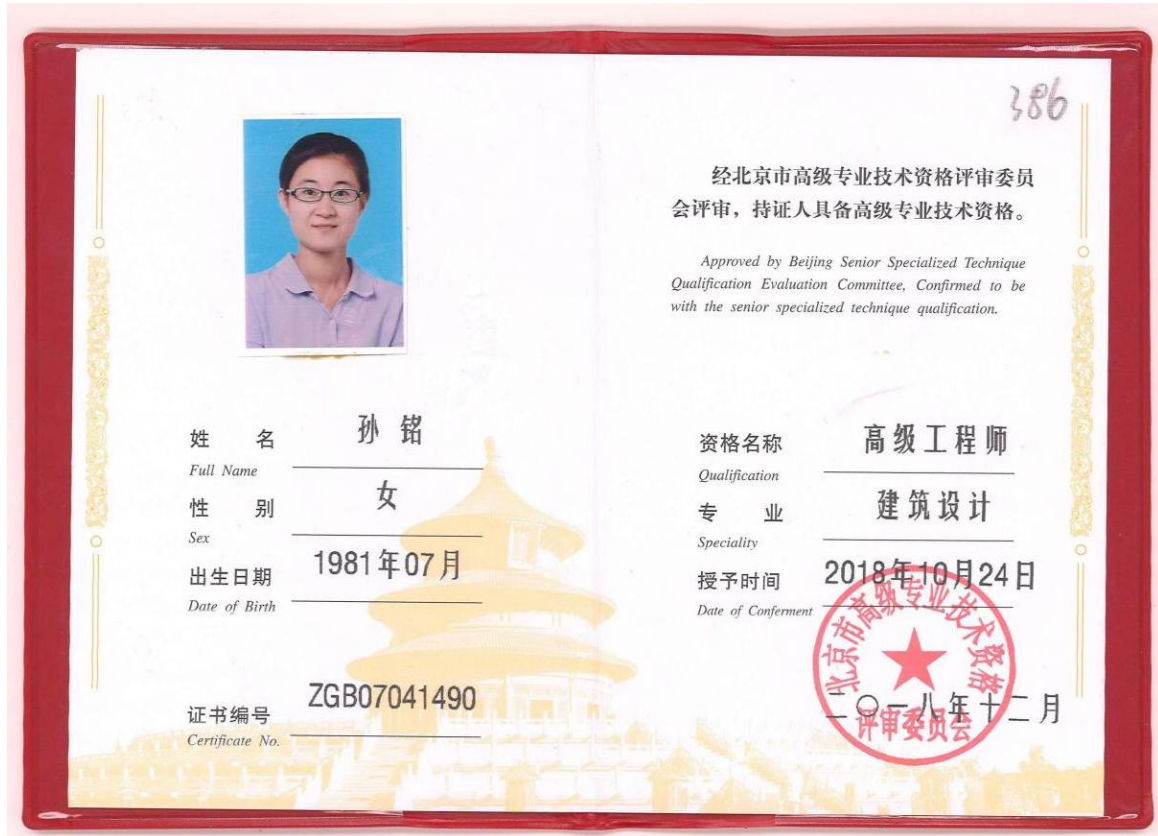 姓 名 孙 铭
Full Name
性 别 女
Sex
出生日期 1981年07月
Date of Birth
证书编号 ZGB07041490
Certificate No.
386
经北京市高级专业技术资格评审委员
会评审，持证人具备高级专业技术资格。
Approved by Beijing Senior Specialized Technique
Qualification Evaluation Committee, Confirmed to be
with the senior specialized technique qualification.
资格名称 高级工程师
Qualification
专 业 建筑设计
Speciality
授予时间 2018年10月24日
Date of Conferment
北京市高级专业技术资格
评审委员会
二〇一八年十二月